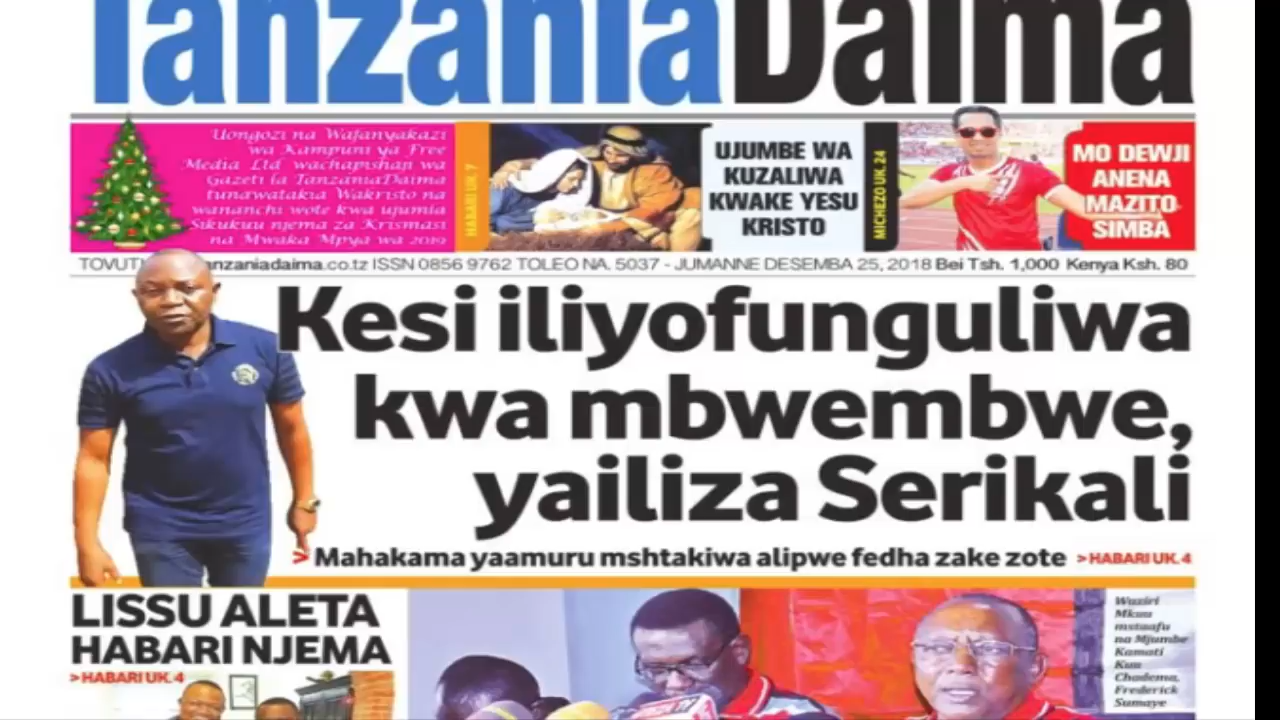 TanzaniaDaima
Uongozi na Wafanyakazi
wa Kampuni ya Free
Media Ltd wachapishaji wa
Gazeti la TanzaniaDaima
tunawatakia Wakristo na
wananchi wote kwa ujumla
Sikukuu njema za Krismasi
na Mwaka Mpya wa 2019
HABARI UK. 7
UJUMBE WA
KUZALIWA
KWAKE YESU
KRISTO
MICHEZO UK. 24
MO DEWJI
ANENA
MAZITO
SIMBA
TOVUTI anzaniadaima.co.tz ISSN 0856 9762 TOLEO NA. 5037 - JUMANNE DESEMBA 25, 2018 Bei Tsh. 1,000 Kenya Ksh. 80
Kesi iliyofunguliwa
kwa mbwembwe,
yailiza Serikali
> Mahakama yaamuru mshtakiwa alipwe fedha zake zote > HABARI UK. 4
LISSU ALETA
HABARI NJEMA
> HABARI UK. 4
Waziri
Mkuu
mstaafu
na Mjumbe
Kamati
Kuu
Chadema,
Frederick
Sumaye